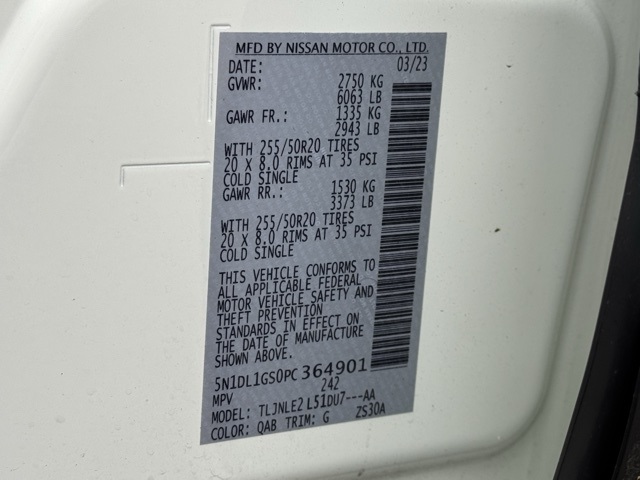 MFD BY NISSAN MOTOR CO., LTD.
DATE: 03/23
GVWR: 2750 KG
6063 LB
GAWR FR.: 1335 KG
2943 LB
WITH 255/50R20 TIRES
20 X 8.0 RIMS AT 35 PSI
COLD SINGLE
GAWR RR.: 1530 KG
3373 LB
WITH 255/50R20 TIRES
20 X 8.0 RIMS AT 35 PSI
COLD SINGLE
THIS VEHICLE CONFORMS TO
ALL APPLICABLE FEDERAL
MOTOR VEHICLE SAFETY AND
THEFT PREVENTION
STANDARDS IN EFFECT ON
THE DATE OF MANUFACTURE
SHOWN ABOVE.
5N1DL1GS0PC364901
MPV 242
MODEL: TLJNLE2 L51DU7---AA
COLOR: QAB TRIM: G ZS30A